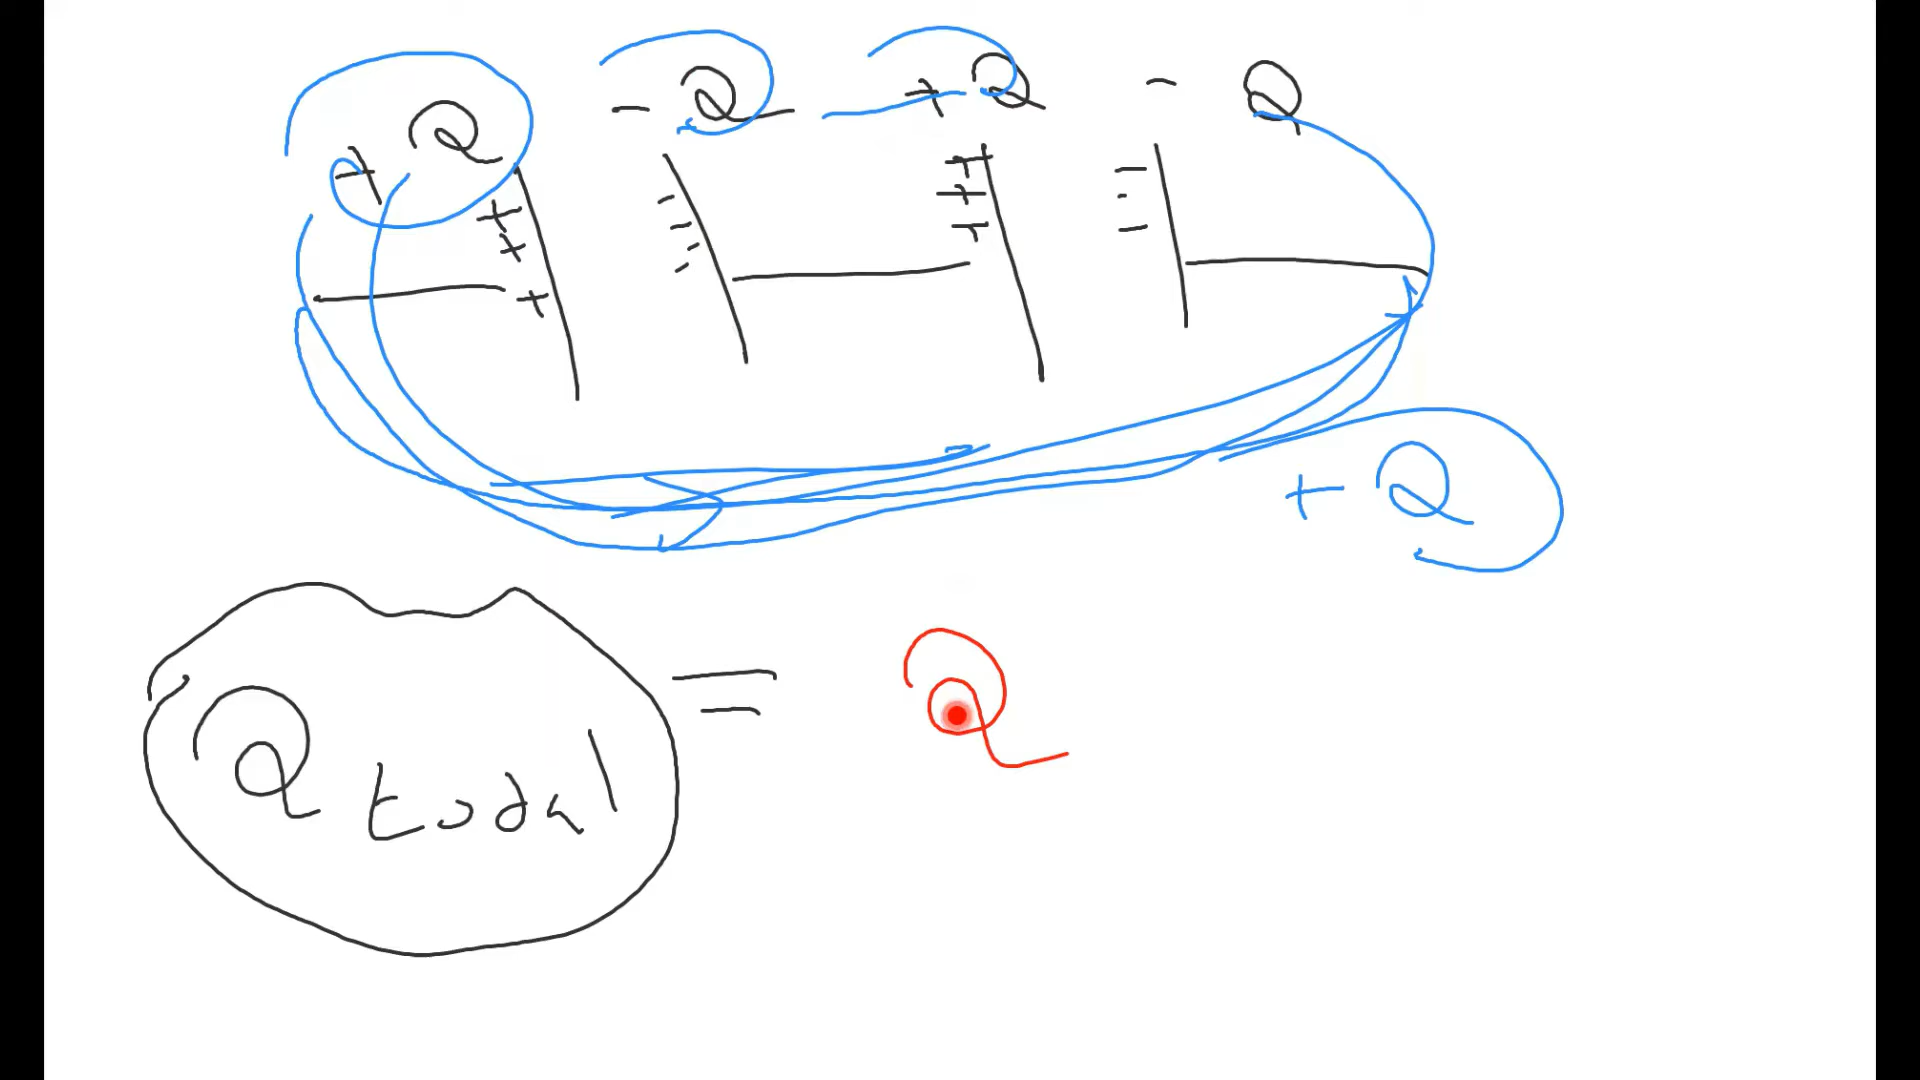 + Q - Q + Q - Q
+ + + - - - - + + + - - -
+ Q
Q total = Q